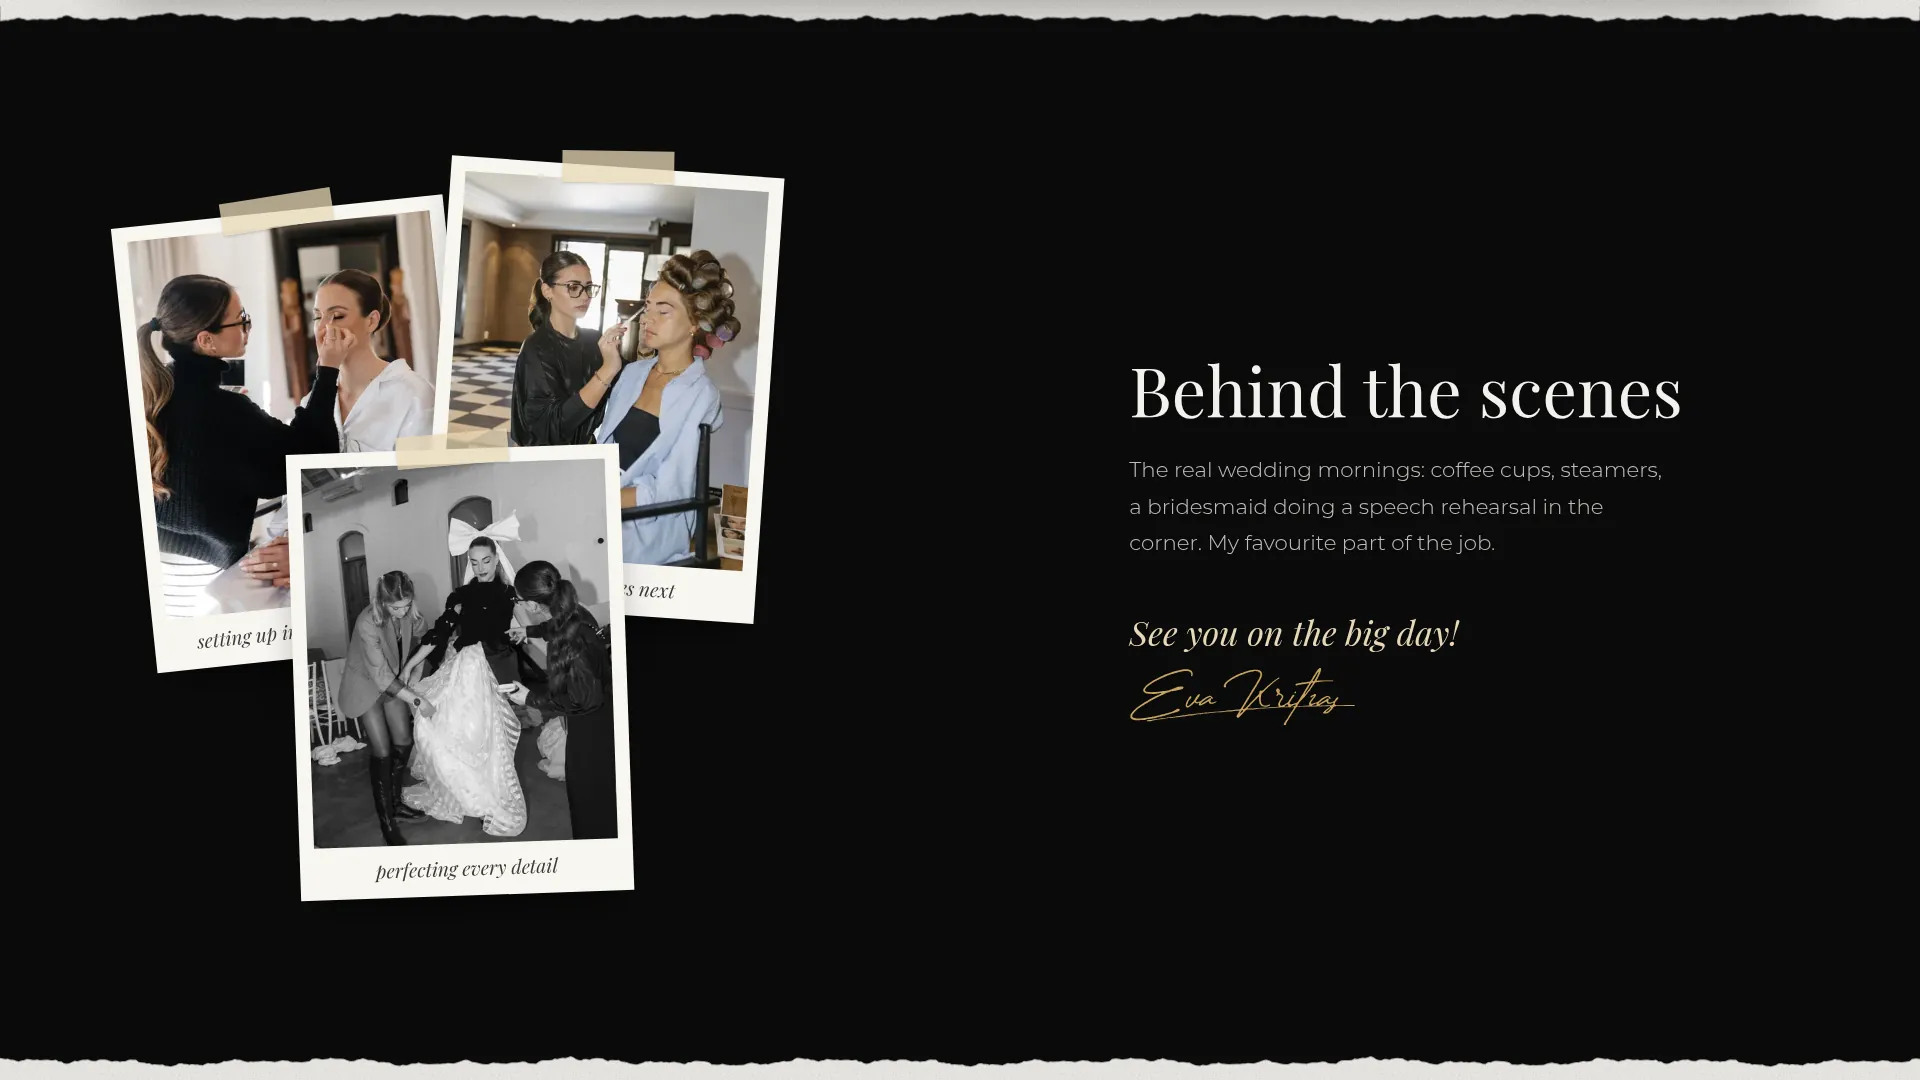 setting up
next
perfecting every detail
Behind the scenes
The real wedding mornings: coffee cups, steamers,
a bridesmaid doing a speech rehearsal in the
corner. My favourite part of the job.
See you on the big day!
Eva Kritzas